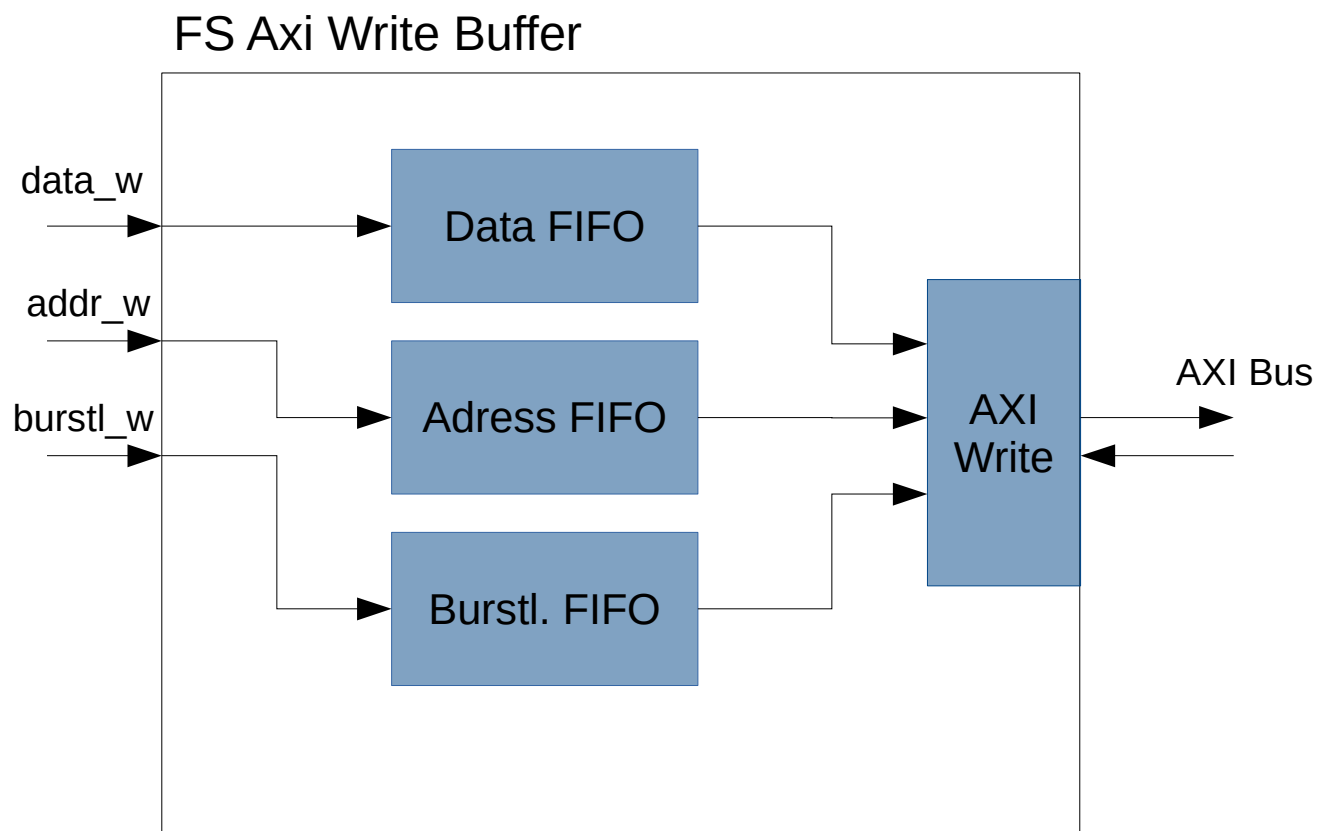 FS Axi Write Buffer
data_w
Data FIFO
addr_w
AXI Bus
burstl_w
Adress FIFO
AXI
Write
Burstl. FIFO